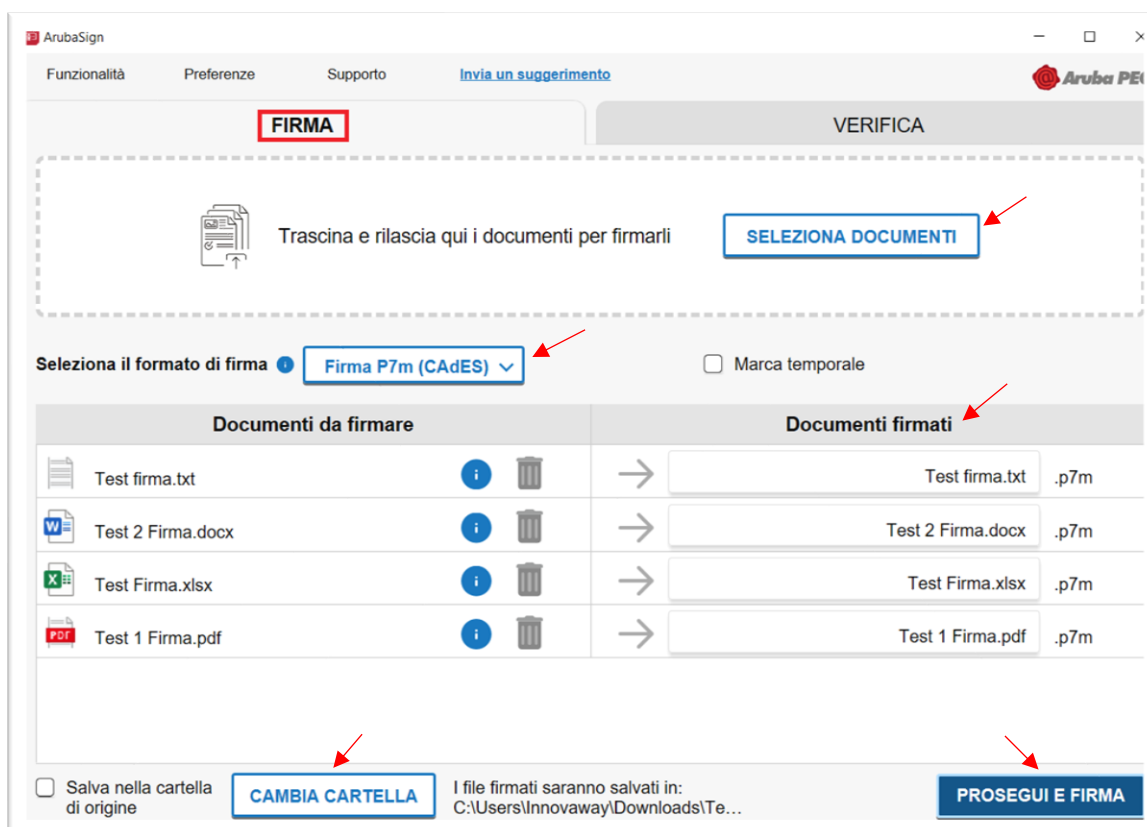 ArubaSign
Funzionalità Preferenze Supporto Invia un suggerimento
Aruba PE
FIRMA VERIFICA
Trascina e rilascia qui i documenti per firmarli SELEZIONA DOCUMENTI
Seleziona il formato di firma i Firma P7m (CAdES) Marca temporale
Documenti da firmare Documenti firmati
Test firma.txt i Test firma.txt .p7m
W Test 2 Firma.docx i Test 2 Firma.docx .p7m
X Test Firma.xlsx i Test Firma.xlsx .p7m
PDF Test 1 Firma.pdf i Test 1 Firma.pdf .p7m
Salva nella cartella
di origine
CAMBIA CARTELLA
I file firmati saranno salvati in:
C:\Users\Innovaway\Downloads\Te...
PROSEGUI E FIRMA